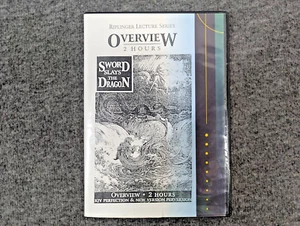 RIPLINGER LECTURE SERIES
OVERVIEW
2 HOURS
SWORD
SLAYS
THE
DRAGON
OVERVIEW • 2 HOURS
KJV PERFECTION & NEW VERSION PERVERSION